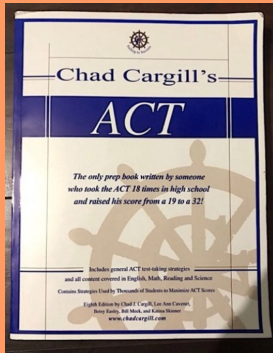 Chad Cargill's
ACT
The only prep book written by someone
who took the ACT 18 times in high school
and raised his score from a 19 to a 32!
Includes general ACT test-taking strategies
and all content covered in English, Math, Reading and Science
Contains Strategies Used by Thousands of Students to Maximize ACT Scores
Eighth Edition by Chad J. Cargill, Lee Ann
Betsy Easley, Bill Meek, and Katina Skinner
www.chadcargill.com